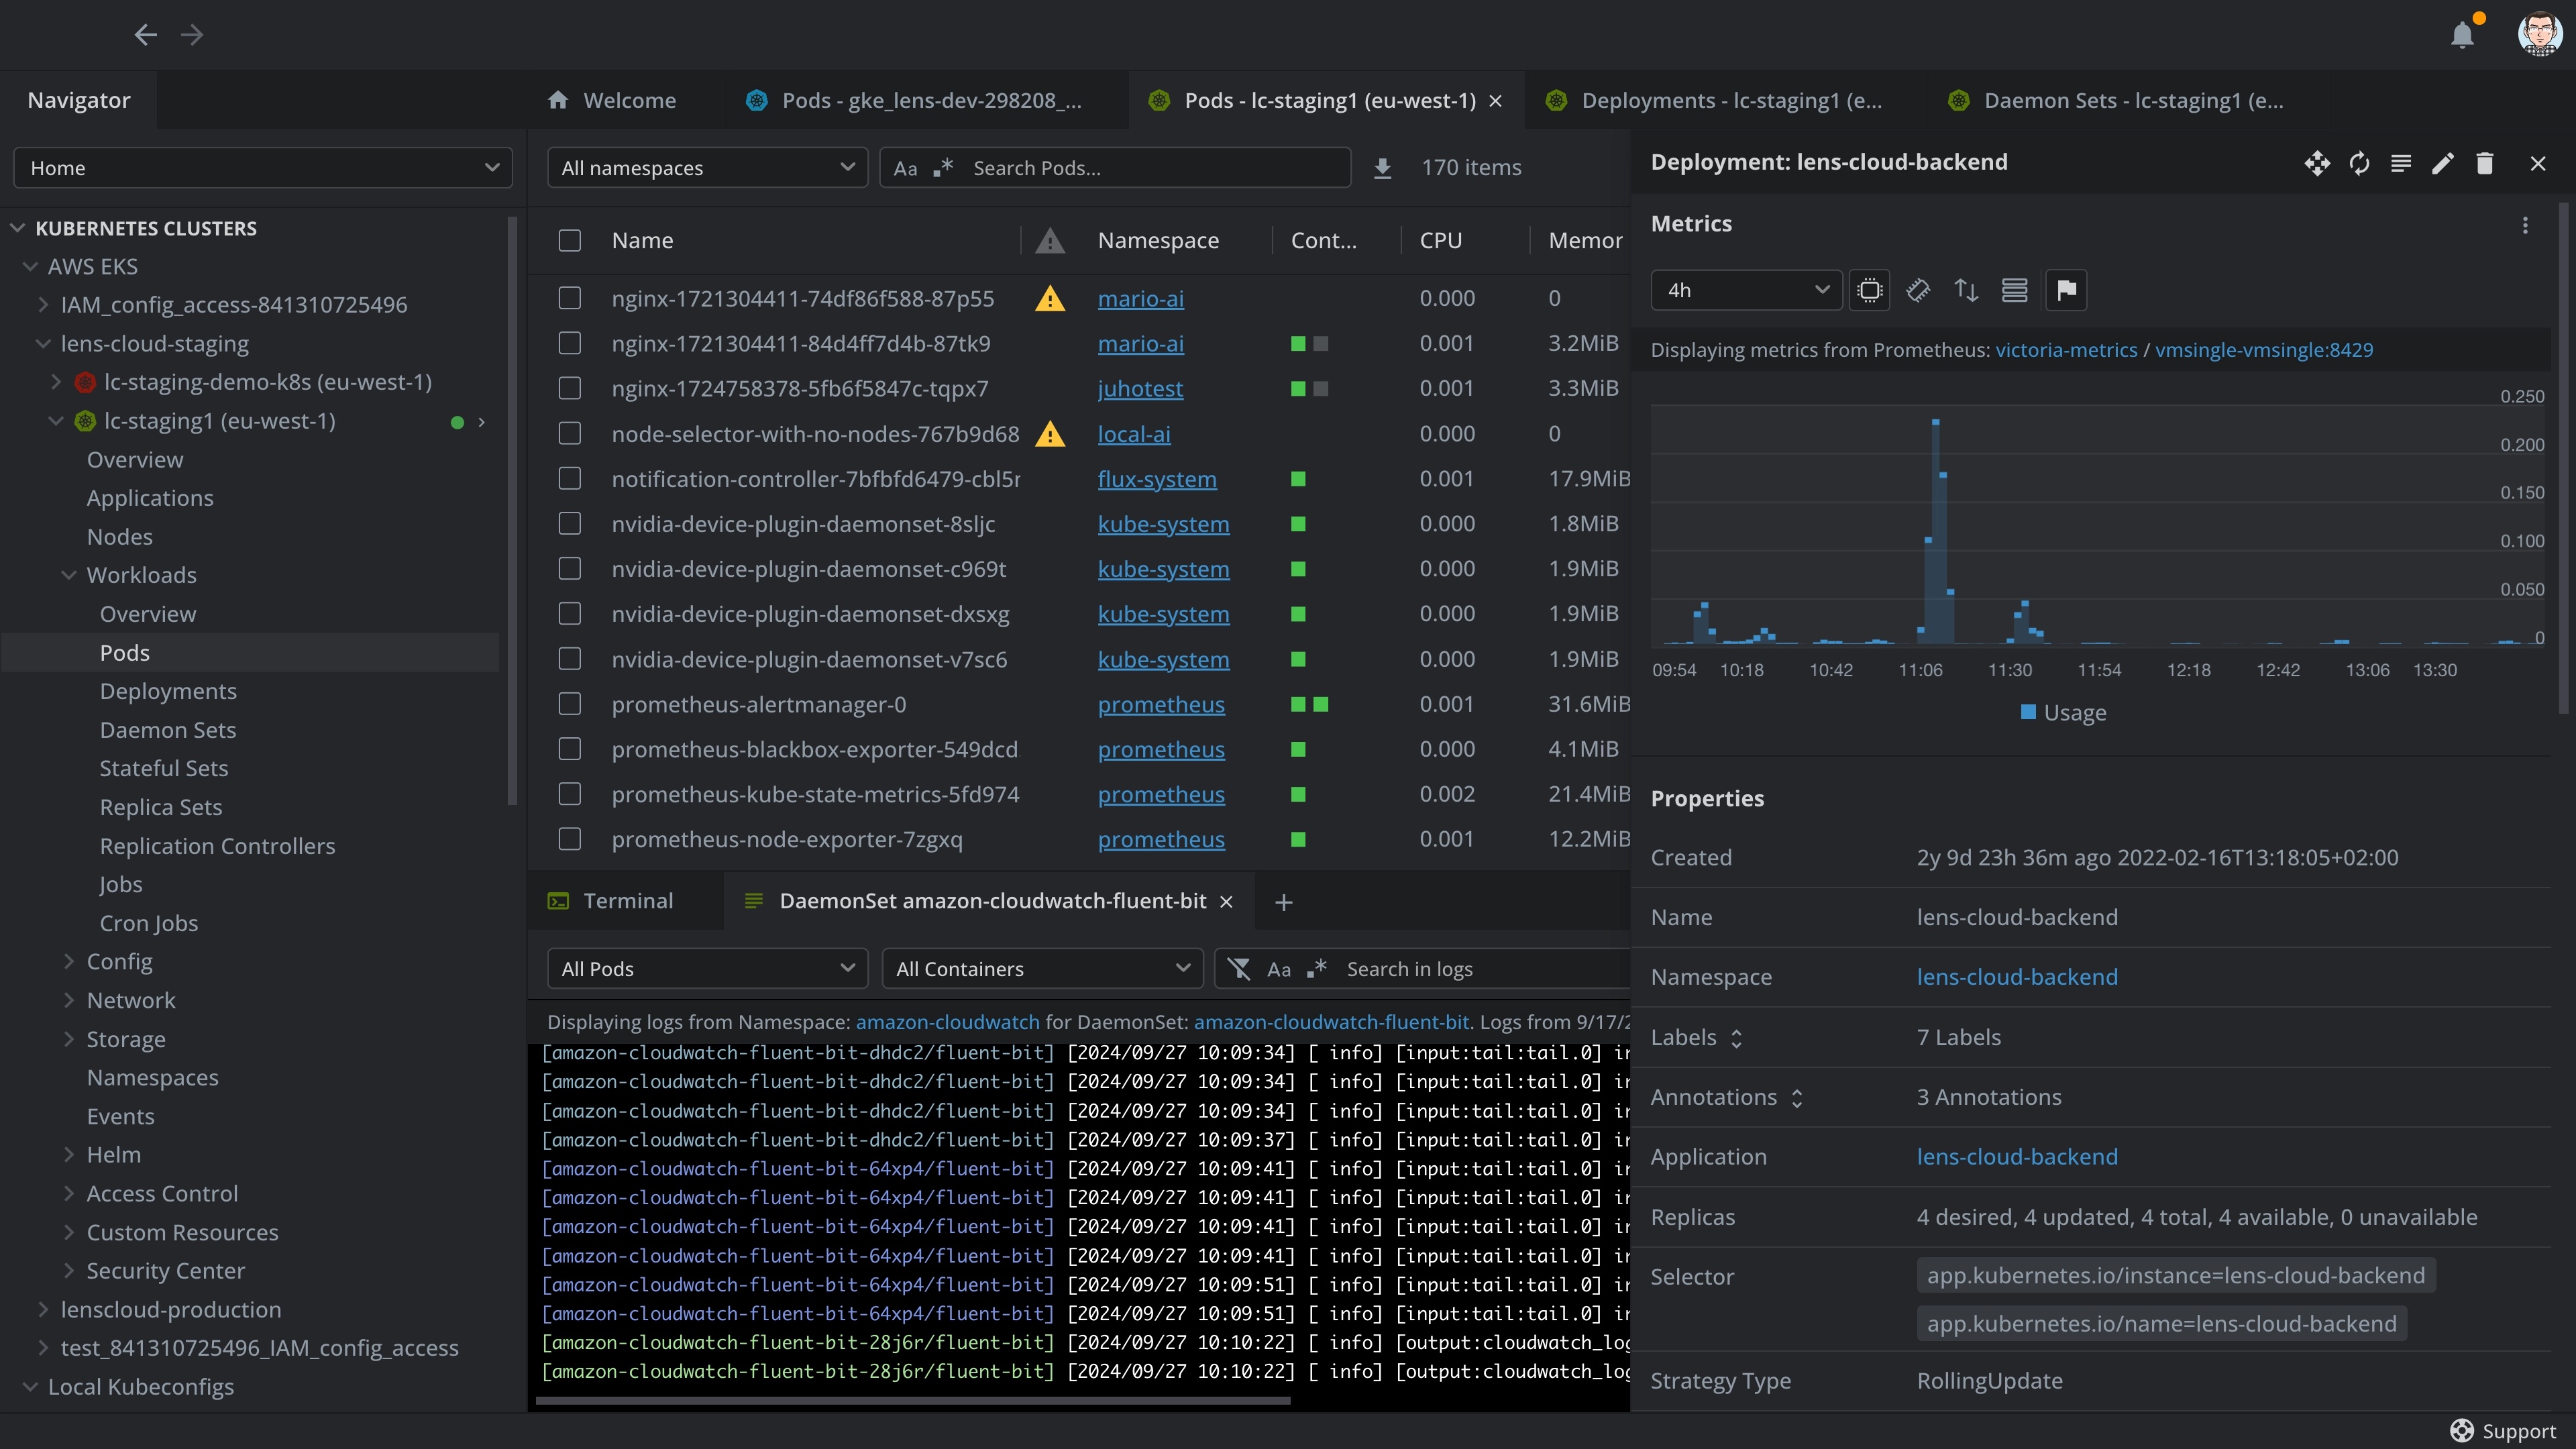 Navigator
Welcome
Pods - gke_lens-dev-298208_...
Pods - lc-staging1 (eu-west-1)
Deployments - lc-staging1 (e...
Daemon Sets - lc-staging1 (e...
Home
KUBERNETES CLUSTERS
AWS EKS
IAM_config_access-841310725496
lens-cloud-staging
lc-staging-demo-k8s (eu-west-1)
lc-staging1 (eu-west-1)
Overview
Applications
Nodes
Workloads
Overview
Pods
Deployments
Daemon Sets
Stateful Sets
Replica Sets
Replication Controllers
Jobs
Cron Jobs
Config
Network
Storage
Namespaces
Events
Helm
Access Control
Custom Resources
Security Center
lenscloud-production
test_841310725496_IAM_config_access
Local Kubeconfigs
All namespaces
Aa .* Search Pods...
170 items
Name Namespace Cont... CPU Memor
nginx-1721304411-74df86f588-87p55 mario-ai 0.000 0
nginx-1721304411-84d4ff7d4b-87tk9 mario-ai 0.001 3.2MiB
nginx-1724758378-5fb6f5847c-tqpx7 juhotest 0.001 3.3MiB
node-selector-with-no-nodes-767b9d68 local-ai 0.000 0
notification-controller-7bfbfd6479-cbl5r flux-system 0.001 17.9MiB
nvidia-device-plugin-daemonset-8sljc kube-system 0.000 1.8MiB
nvidia-device-plugin-daemonset-c969t kube-system 0.000 1.9MiB
nvidia-device-plugin-daemonset-dxsxg kube-system 0.000 1.9MiB
nvidia-device-plugin-daemonset-v7sc6 kube-system 0.000 1.9MiB
prometheus-alertmanager-0 prometheus 0.001 31.6MiB
prometheus-blackbox-exporter-549dcd prometheus 0.000 4.1MiB
prometheus-kube-state-metrics-5fd974 prometheus 0.002 21.4MiB
prometheus-node-exporter-7zgxq prometheus 0.001 12.2MiB
Terminal
DaemonSet amazon-cloudwatch-fluent-bit
All Pods
All Containers
Aa .* Search in logs
Displaying logs from Namespace: amazon-cloudwatch for DaemonSet: amazon-cloudwatch-fluent-bit. Logs from 9/17/2
[amazon-cloudwatch-fluent-bit-dhdc2/fluent-bit] [2024/09/27 10:09:34] [ info] [input:tail:tail.0] ir
[amazon-cloudwatch-fluent-bit-dhdc2/fluent-bit] [2024/09/27 10:09:34] [ info] [input:tail:tail.0] ir
[amazon-cloudwatch-fluent-bit-dhdc2/fluent-bit] [2024/09/27 10:09:34] [ info] [input:tail:tail.0] ir
[amazon-cloudwatch-fluent-bit-dhdc2/fluent-bit] [2024/09/27 10:09:37] [ info] [input:tail:tail.0] ir
[amazon-cloudwatch-fluent-bit-64xp4/fluent-bit] [2024/09/27 10:09:41] [ info] [input:tail:tail.0] ir
[amazon-cloudwatch-fluent-bit-64xp4/fluent-bit] [2024/09/27 10:09:41] [ info] [input:tail:tail.0] ir
[amazon-cloudwatch-fluent-bit-64xp4/fluent-bit] [2024/09/27 10:09:41] [ info] [input:tail:tail.0] ir
[amazon-cloudwatch-fluent-bit-64xp4/fluent-bit] [2024/09/27 10:09:41] [ info] [input:tail:tail.0] ir
[amazon-cloudwatch-fluent-bit-64xp4/fluent-bit] [2024/09/27 10:09:51] [ info] [input:tail:tail.0] ir
[amazon-cloudwatch-fluent-bit-64xp4/fluent-bit] [2024/09/27 10:09:51] [ info] [input:tail:tail.0] ir
[amazon-cloudwatch-fluent-bit-28j6r/fluent-bit] [2024/09/27 10:10:22] [ info] [output:cloudwatch_log
[amazon-cloudwatch-fluent-bit-28j6r/fluent-bit] [2024/09/27 10:10:22] [ info] [output:cloudwatch_log
Deployment: lens-cloud-backend
Metrics
4h
Displaying metrics from Prometheus: victoria-metrics / vmsingle-vmsingle:8429
0.250
0.200
0.150
0.100
0.050
0
09:54 10:18 10:42 11:06 11:30 11:54 12:18 12:42 13:06 13:30
Usage
Properties
Created 2y 9d 23h 36m ago 2022-02-16T13:18:05+02:00
Name lens-cloud-backend
Namespace lens-cloud-backend
Labels 7 Labels
Annotations 3 Annotations
Application lens-cloud-backend
Replicas 4 desired, 4 updated, 4 total, 4 available, 0 unavailable
Selector app.kubernetes.io/instance=lens-cloud-backend
app.kubernetes.io/name=lens-cloud-backend
Strategy Type RollingUpdate
Support